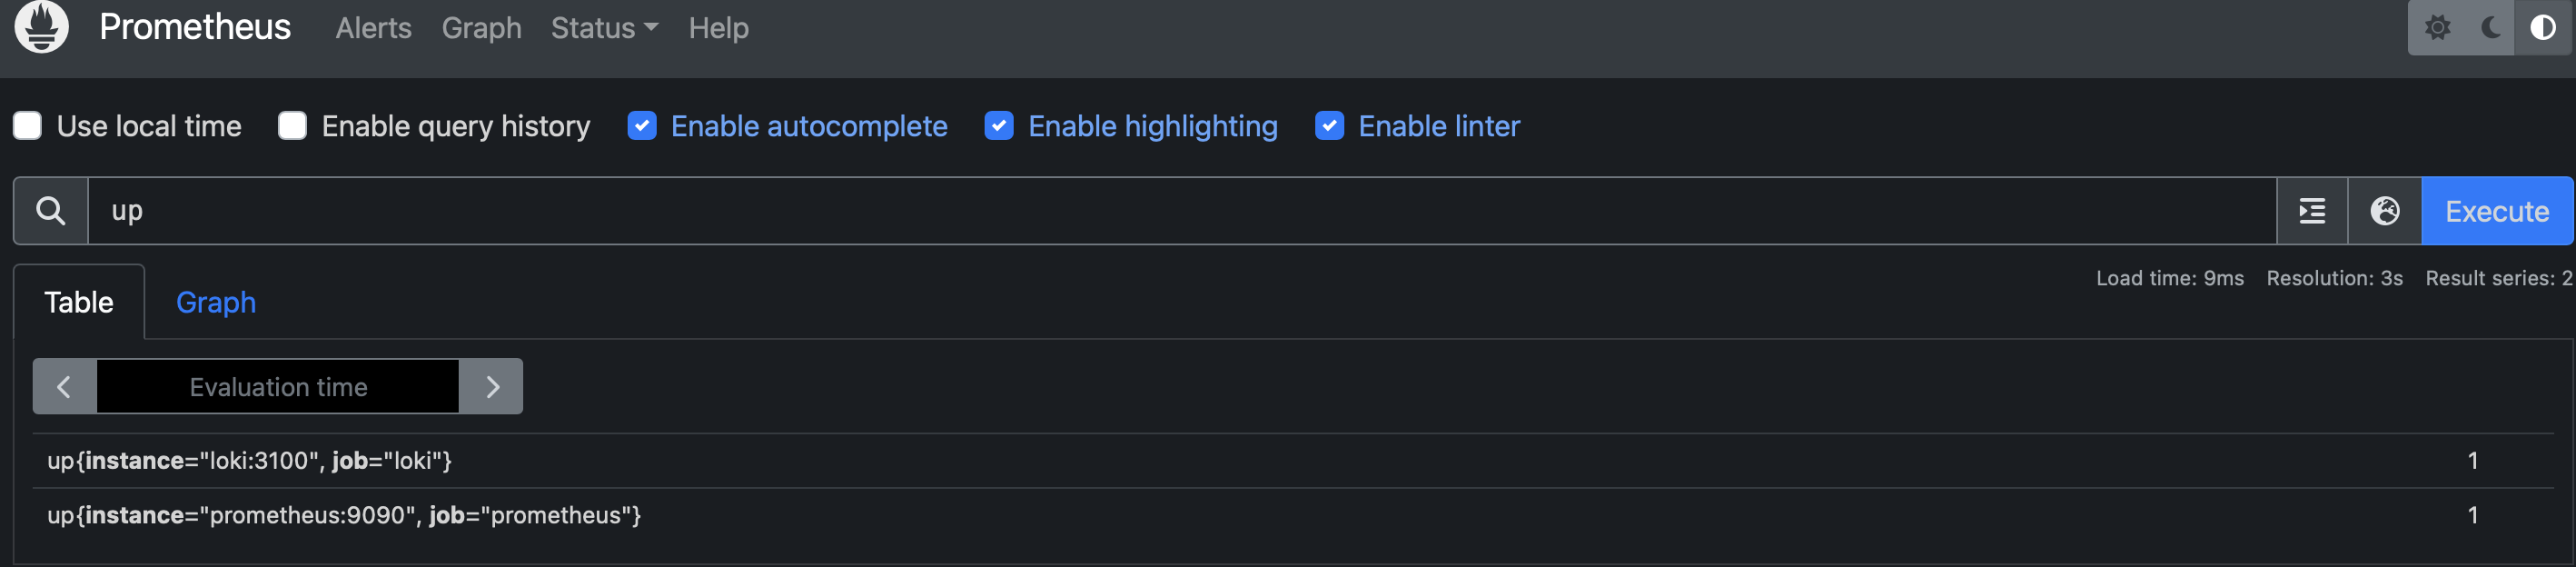 Prometheus Alerts Graph Status Help
Use local time Enable query history Enable autocomplete Enable highlighting Enable linter
up Execute
Load time: 9ms Resolution: 3s Result series: 2
Table Graph
Evaluation time
up{instance="loki:3100", job="loki"} 1
up{instance="prometheus:9090", job="prometheus"} 1